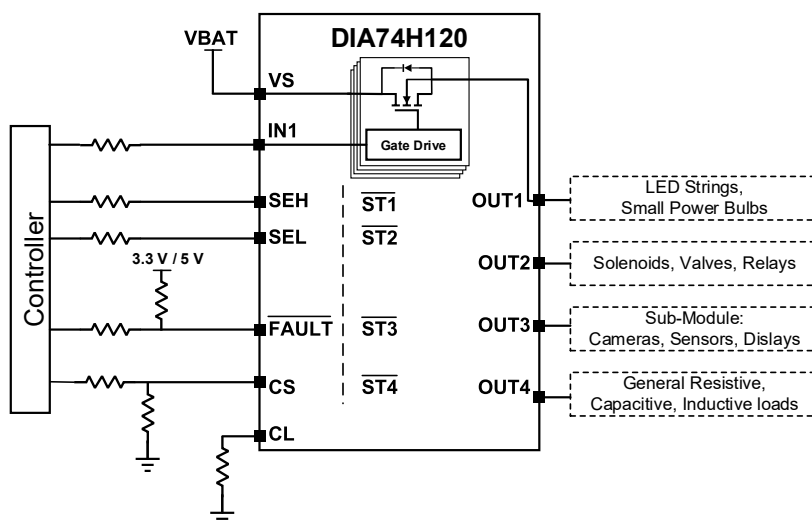 DIA74H120
VBAT
VS
IN1
Gate Drive
SEH
ST1
OUT1
LED Strings,
Small Power Bulbs
SEL
ST2
3.3 V / 5 V
OUT2
Solenoids, Valves, Relays
Controller
FAULT
ST3
OUT3
Sub-Module:
Cameras, Sensors, Dislays
CS
ST4
OUT4
General Resistive,
Capacitive, Inductive loads
CL